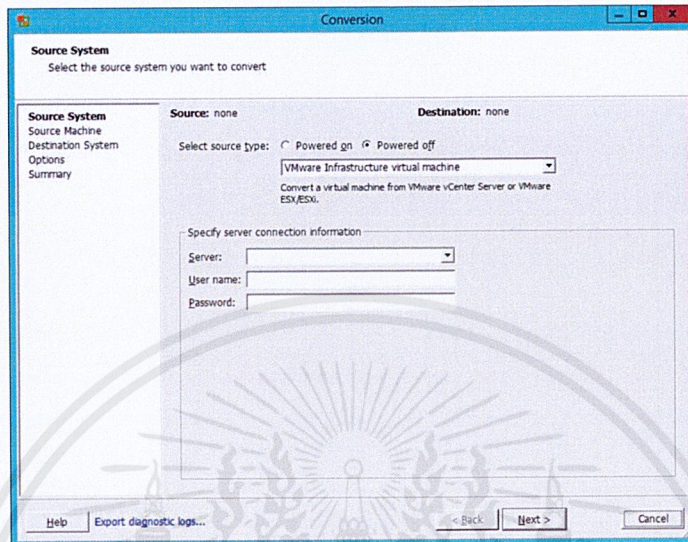 Conversion
Source System
Select the source system you want to convert
Source System
Source Machine
Destination System
Options
Summary
Source: none
Destination: none
Select source type: Powered on Powered off
VMware Infrastructure virtual machine
Convert a virtual machine from VMware vCenter Server or VMware
ESX/ESXi.
Specify server connection information
Server:
User name:
Password:
Help
Export diagnostic logs...
< Back
Next >
Cancel